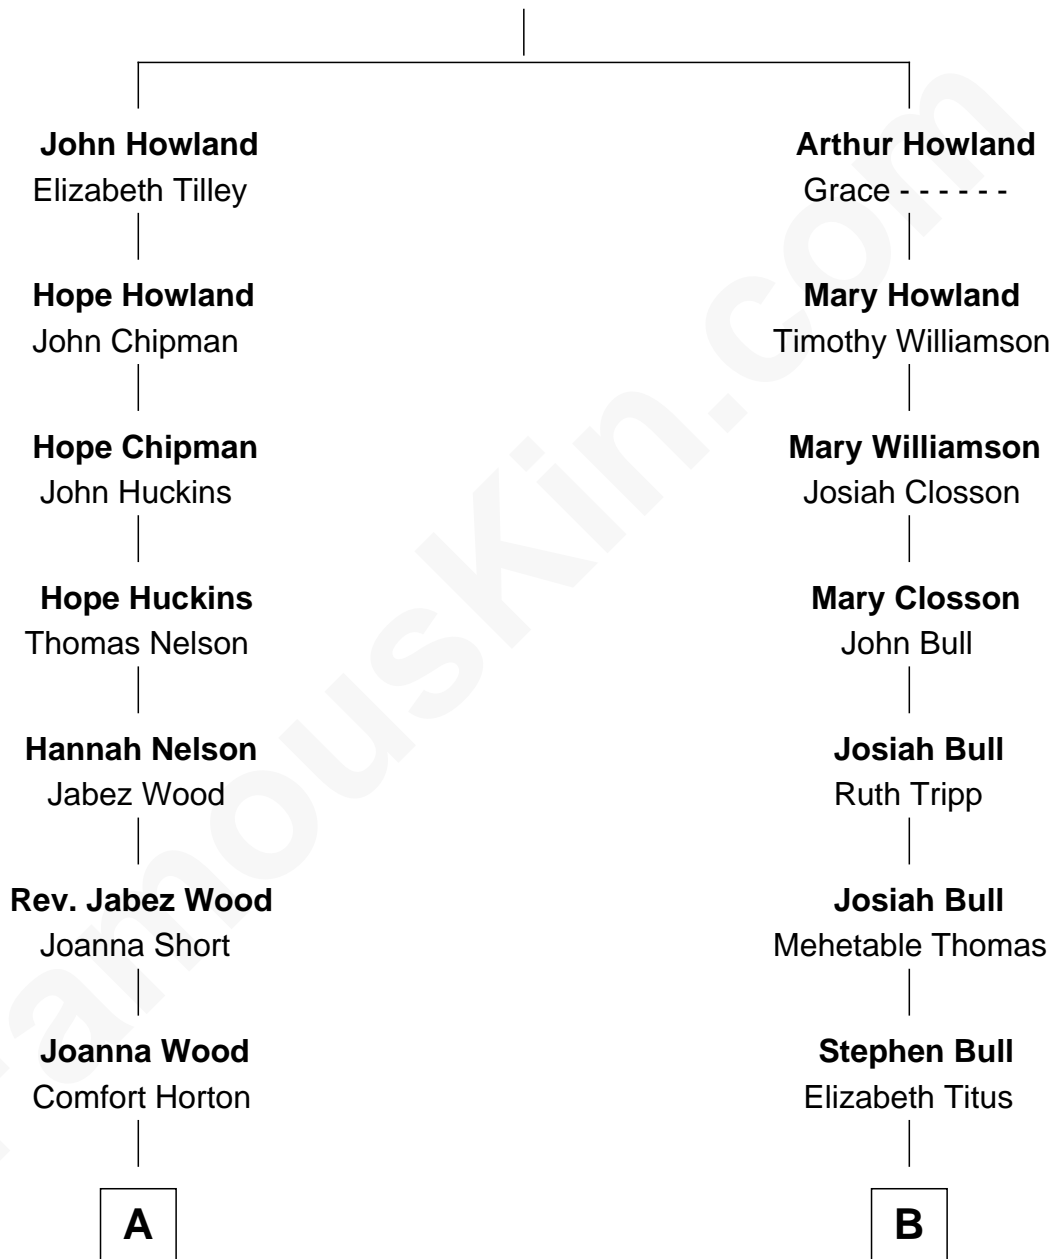 John Howland
Elizabeth Tilley
Hope Howland
John Chipman
Hope Chipman
John Huckins
Hope Huckins
Thomas Nelson
Hannah Nelson
Jabez Wood
Rev. Jabez Wood
Joanna Short
Joanna Wood
Comfort Horton
A
Arthur Howland
Grace - - - - - -
Mary Howland
Timothy Williamson
Mary Williamson
Josiah Closson
Mary Closson
John Bull
Josiah Bull
Ruth Tripp
Josiah Bull
Mehetable Thomas
Stephen Bull
Elizabeth Titus
B
FamousKin.com